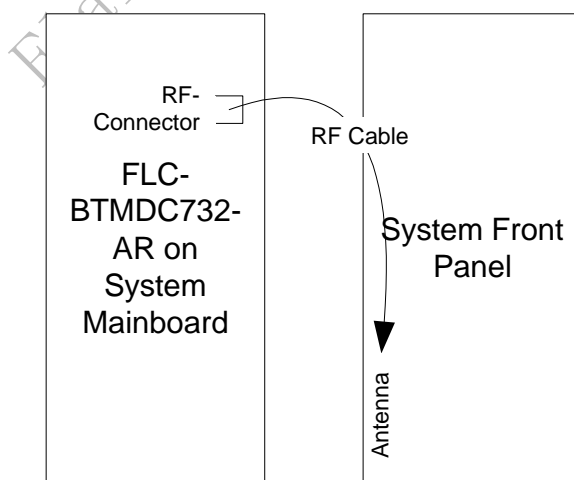 RF-
Connector
RF Cable
FLC-
BTMDC732-
AR on
System
Mainboard
System Front
Panel
Antenna